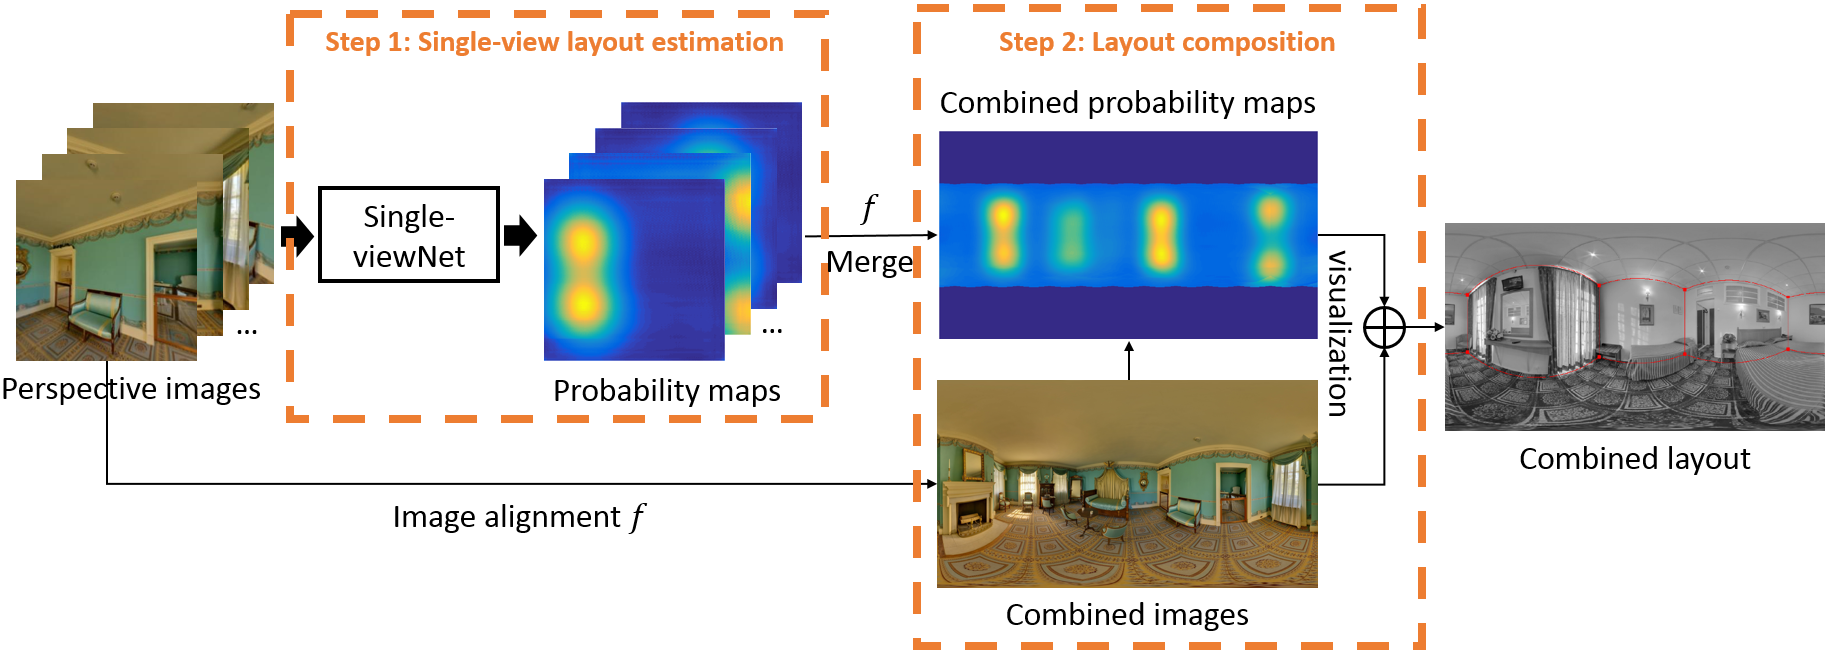 Step 1: Single-view layout estimation
Step 2: Layout composition
Combined probability maps
Single-
viewNet
f
Merge
visualization
...
...
Perspective images
Probability maps
Combined layout
Image alignment f
Combined images